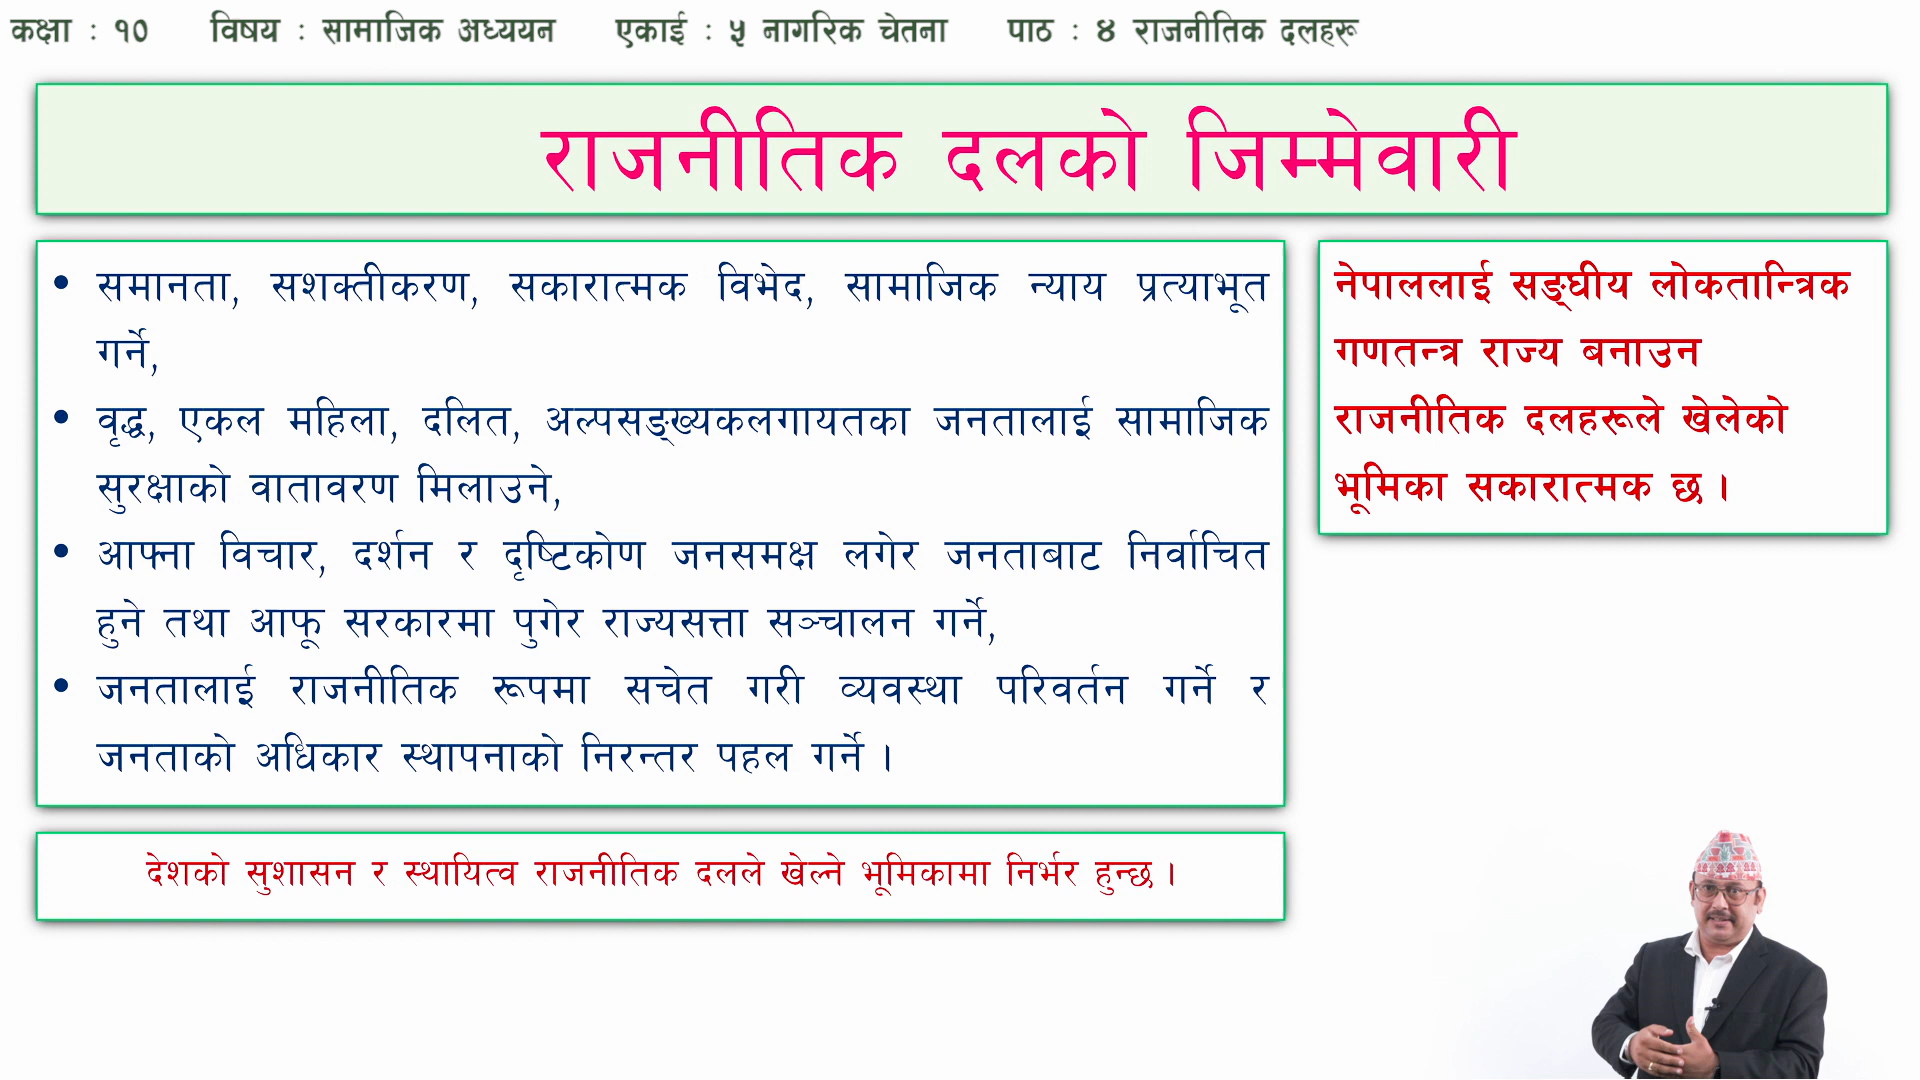 कक्षा : १० विषय : सामाजिक अध्ययन एकाई : ५ नागरिक चेतना पाठ : ४ राजनीतिक दलहरू
राजनीतिक दलको जिम्मेवारी
• समानता, सशक्तीकरण, सकारात्मक विभेद, सामाजिक न्याय प्रत्याभूत
गर्ने,
• वृद्ध, एकल महिला, दलित, अल्पसङ्ख्यकलगायतका जनतालाई सामाजिक
सुरक्षाको वातावरण मिलाउने,
• आफ्ना विचार, दर्शन र दृष्टिकोण जनसमक्ष लगेर जनताबाट निर्वाचित
हुने तथा आफू सरकारमा पुगेर राज्यसत्ता सञ्चालन गर्ने,
• जनतालाई राजनीतिक रूपमा सचेत गरी व्यवस्था परिवर्तन गर्ने र
जनताको अधिकार स्थापनाको निरन्तर पहल गर्ने ।
नेपाललाई सङ्घीय लोकतान्त्रिक
गणतन्त्र राज्य बनाउन
राजनीतिक दलहरूले खेलेको
भूमिका सकारात्मक छ ।
देशको सुशासन र स्थायित्व राजनीतिक दलले खेल्ने भूमिकामा निर्भर हुन्छ ।